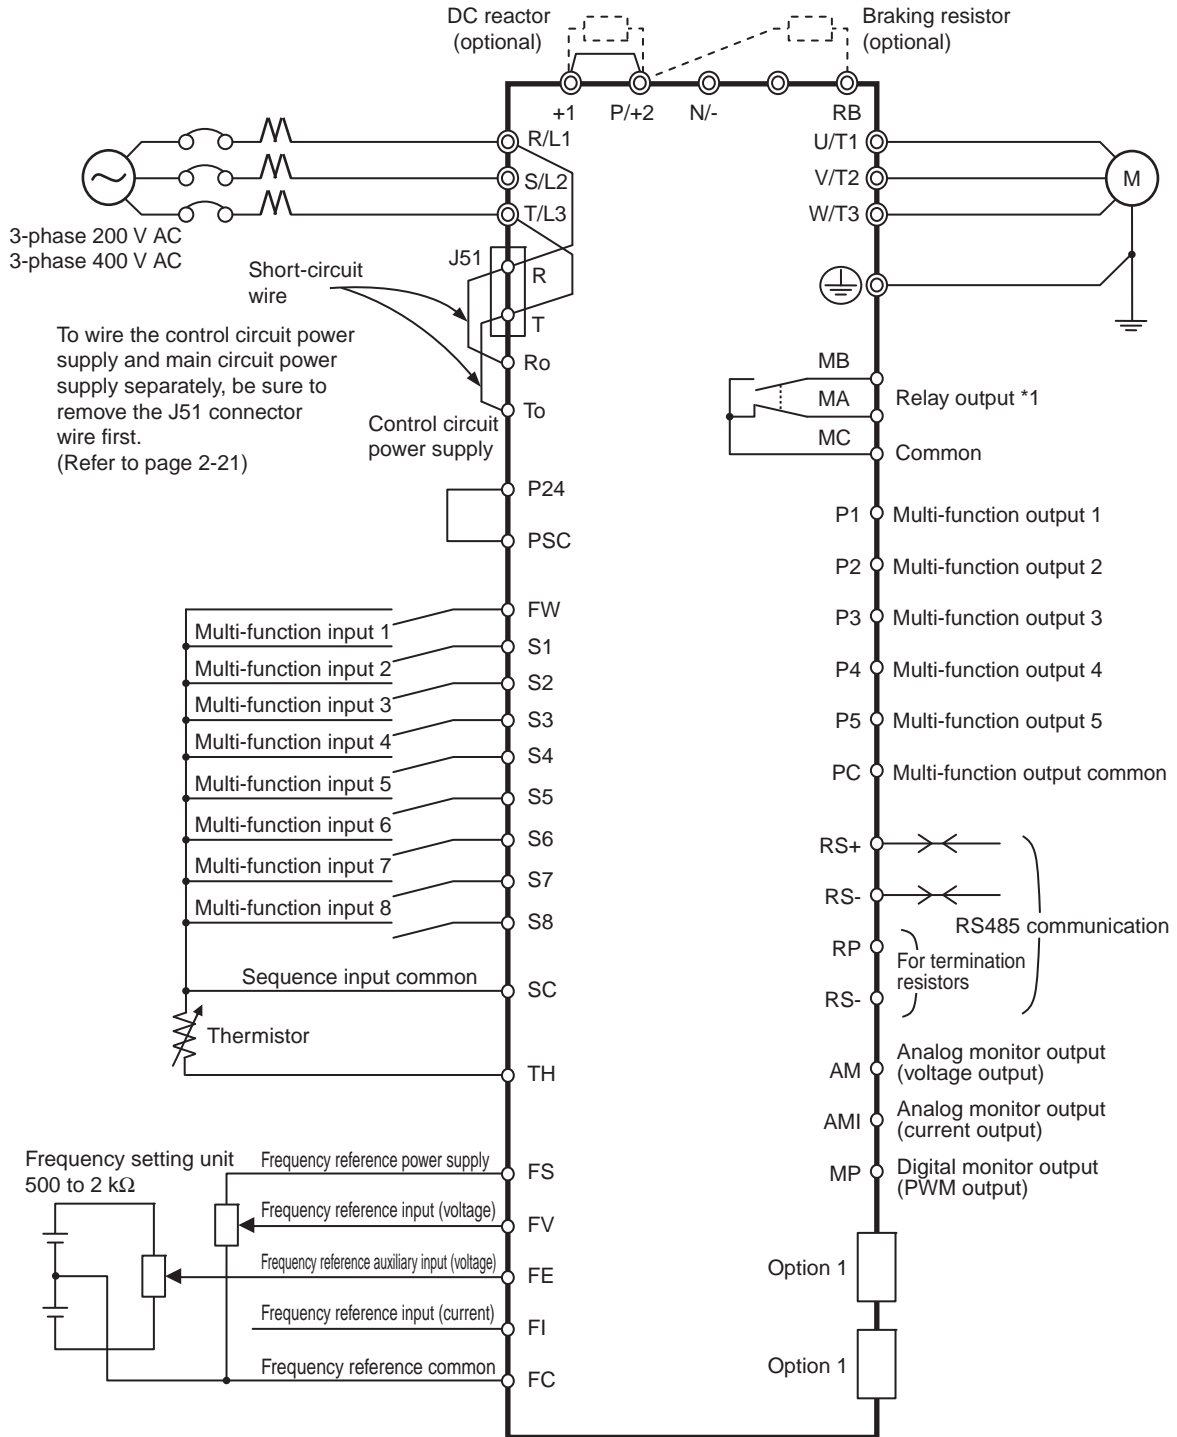 DC reactor
(optional)
Braking resistor
(optional)
+1
P/+2
N/-
RB
R/L1
S/L2
T/L3
U/T1
V/T2
W/T3
M
3-phase 200 V AC
3-phase 400 V AC
J51
R
T
Short-circuit
wire
To wire the control circuit power
supply and main circuit power
supply separately, be sure to
remove the J51 connector
wire first.
(Refer to page 2-21)
Ro
To
Control circuit
power supply
MB
MA
Relay output *1
MC
Common
P24
PSC
P1
Multi-function output 1
P2
Multi-function output 2
P3
Multi-function output 3
P4
Multi-function output 4
P5
Multi-function output 5
PC
Multi-function output common
FW
Multi-function input 1
S1
Multi-function input 2
S2
Multi-function input 3
S3
Multi-function input 4
S4
Multi-function input 5
S5
Multi-function input 6
S6
Multi-function input 7
S7
Multi-function input 8
S8
Sequence input common
SC
Thermistor
TH
RS+
RS-
RS485 communication
RP
For termination
resistors
RS-
AM
Analog monitor output
(voltage output)
AMI
Analog monitor output
(current output)
MP
Digital monitor output
(PWM output)
Frequency setting unit
500 to 2 kΩ
Frequency reference power supply
FS
Frequency reference input (voltage)
FV
Frequency reference auxiliary input (voltage)
FE
Frequency reference input (current)
FI
Frequency reference common
FC
Option 1
Option 1